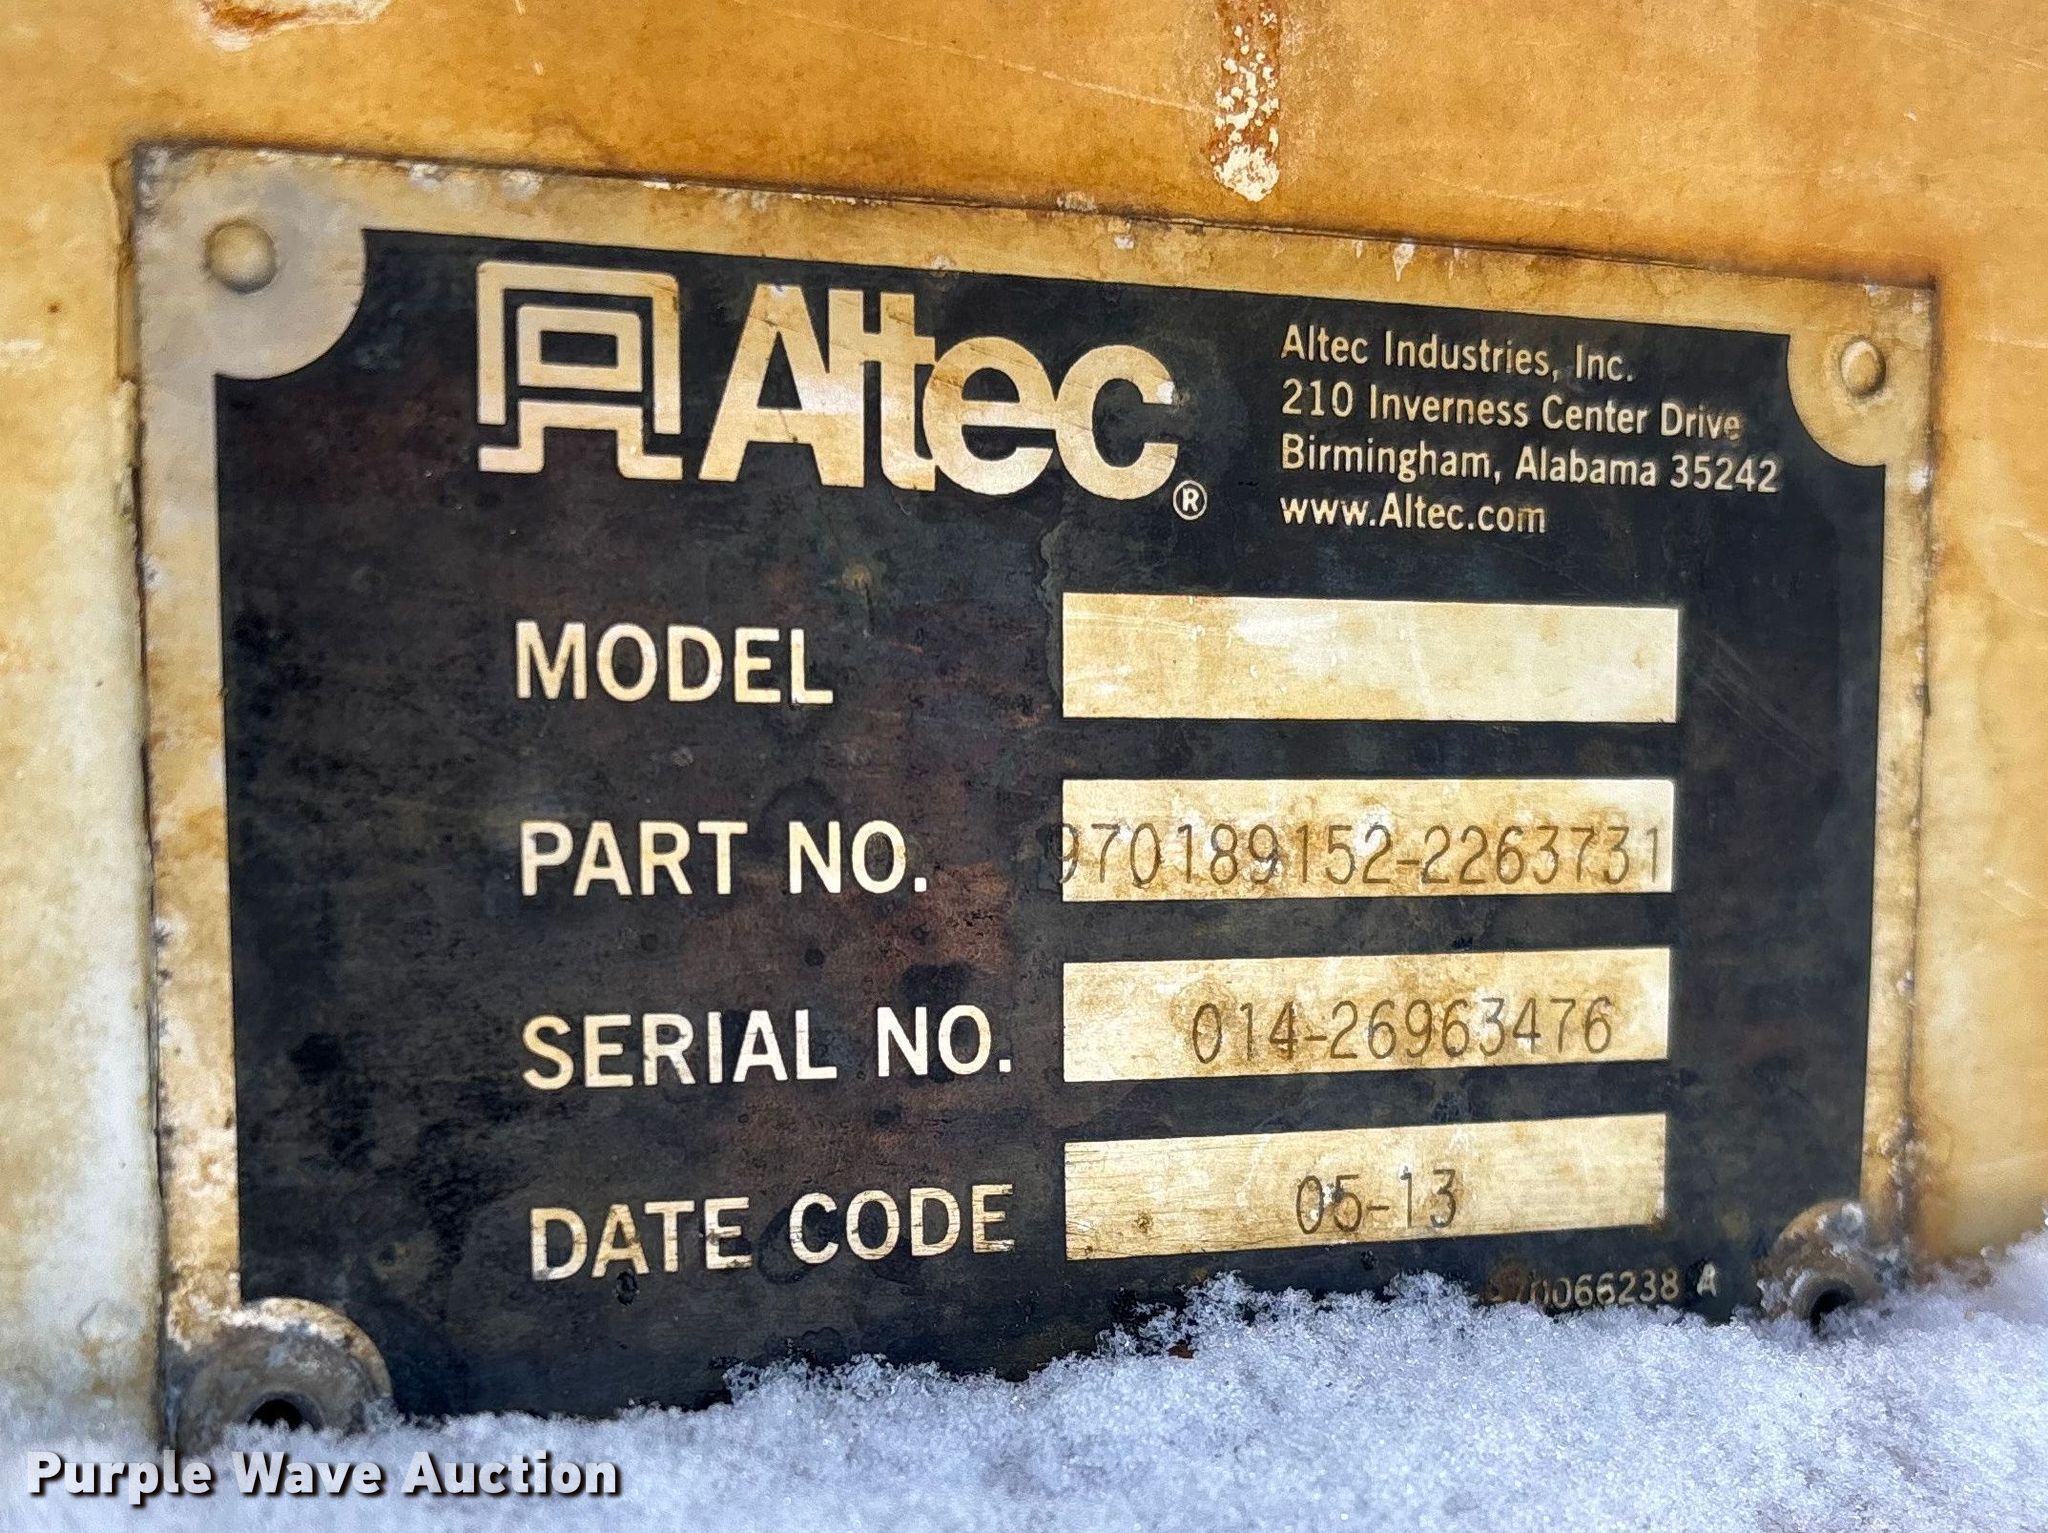 Altec®
Altec Industries, Inc.
210 Inverness Center Drive
Birmingham, Alabama 35242
www.Altec.com
MODEL
PART NO. 970189152-2263731
SERIAL NO. 014-26963476
DATE CODE 05-13
970066238 A
Purple Wave Auction